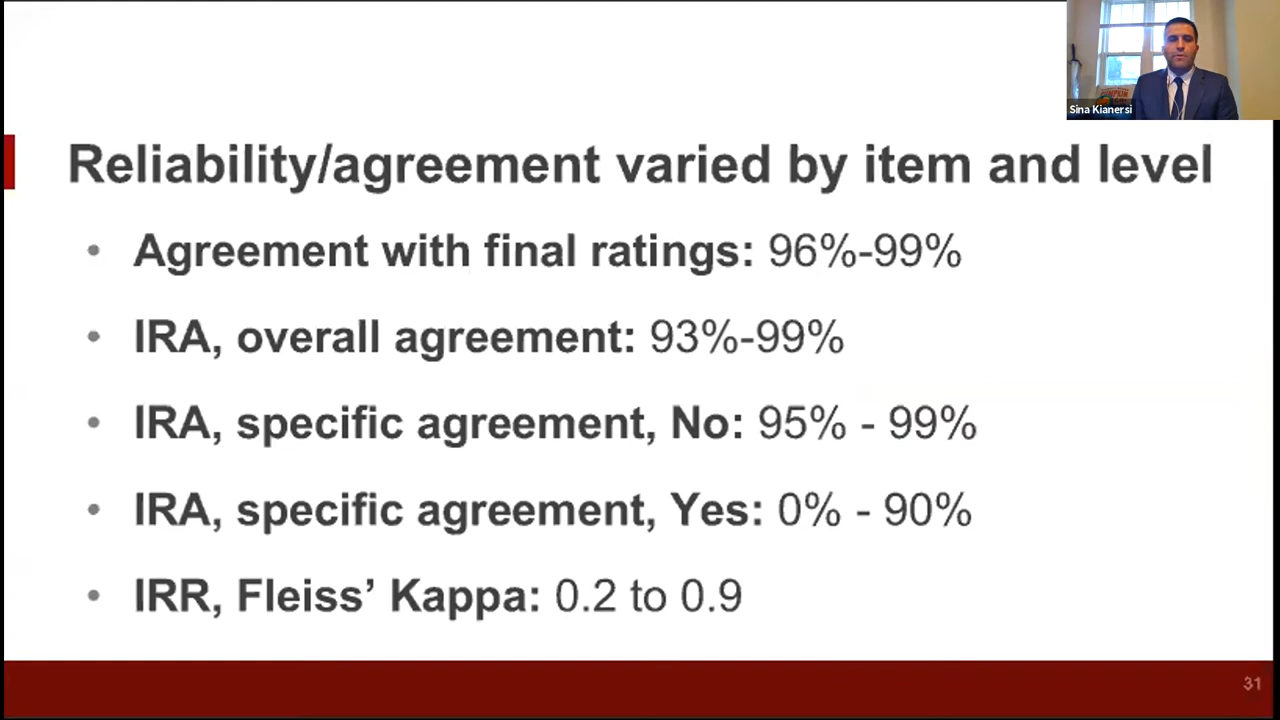 Sina Kianersi
Reliability/agreement varied by item and level
• Agreement with final ratings: 96%-99%
• IRA, overall agreement: 93%-99%
• IRA, specific agreement, No: 95% - 99%
• IRA, specific agreement, Yes: 0% - 90%
• IRR, Fleiss’ Kappa: 0.2 to 0.9
31